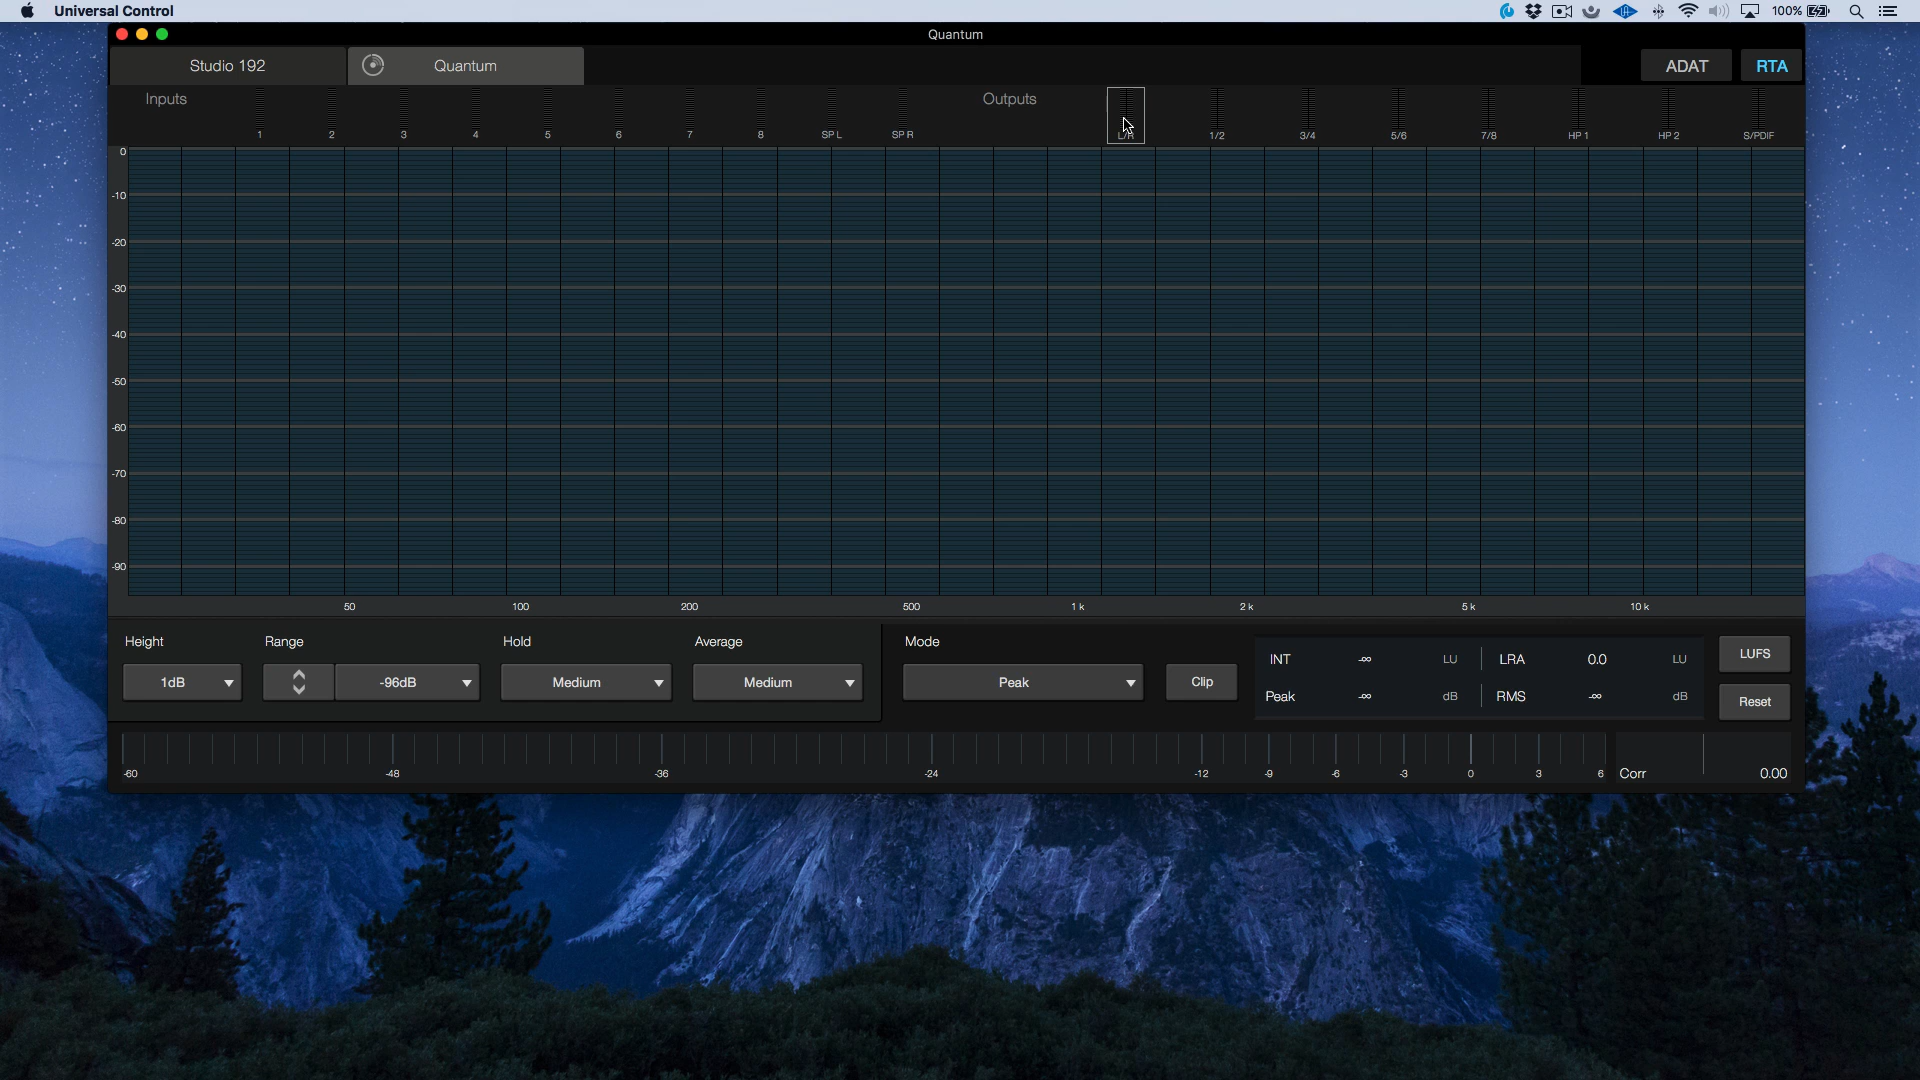 Universal Control
100%
Quantum
Studio 192
Quantum
ADAT
RTA
Inputs
Outputs
1 2 3 4 5 6 7 8 SP L SP R L/R 1/2 3/4 5/6 7/8 HP 1 HP 2 S/PDIF
0
-10
-20
-30
-40
-50
-60
-70
-80
-90
50 100 200 500 1 k 2 k 5 k 10 k
Height Range Hold Average Mode
1dB -96dB Medium Medium Peak Clip
INT -∞ LU LRA 0.0 LU
Peak -∞ dB RMS -∞ dB
LUFS
Reset
-60 -48 -36 -24 -12 -9 -6 -3 0 3 6
Corr 0.00